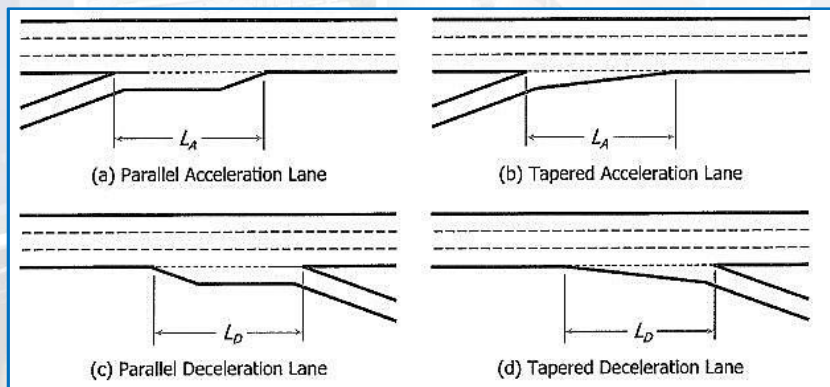 L_A
L_A
(a) Parallel Acceleration Lane
(b) Tapered Acceleration Lane
L_D
L_D
(c) Parallel Deceleration Lane
(d) Tapered Deceleration Lane